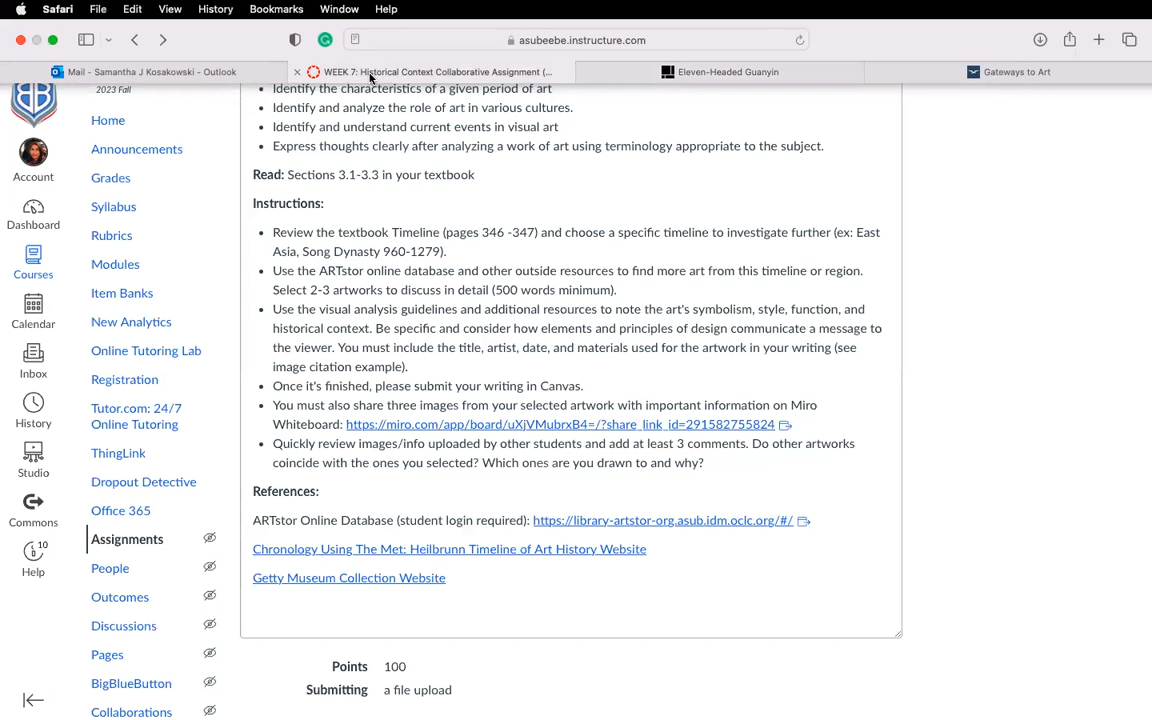 Safari File Edit View History Bookmarks Window Help
asubeebe.instructure.com
Mail - Samantha J Kosakowski - Outlook
WEEK 7: Historical Context Collaborative Assignment (...
Eleven-Headed Guanyin
Gateways to Art
2023 Fall
Account
Dashboard
Courses
Calendar
Inbox
History
Studio
Commons
10
Help
Home
Announcements
Grades
Syllabus
Rubrics
Modules
Item Banks
New Analytics
Online Tutoring Lab
Registration
Tutor.com: 24/7
Online Tutoring
ThingLink
Dropout Detective
Office 365
Assignments
People
Outcomes
Discussions
Pages
BigBlueButton
Collaborations
Identify the characteristics of a given period of art
Identify and analyze the role of art in various cultures.
Identify and understand current events in visual art
Express thoughts clearly after analyzing a work of art using terminology appropriate to the subject.
Read: Sections 3.1-3.3 in your textbook
Instructions:
Review the textbook Timeline (pages 346 -347) and choose a specific timeline to investigate further (ex: East
Asia, Song Dynasty 960-1279).
Use the ARTstor online database and other outside resources to find more art from this timeline or region.
Select 2-3 artworks to discuss in detail (500 words minimum).
Use the visual analysis guidelines and additional resources to note the art's symbolism, style, function, and
historical context. Be specific and consider how elements and principles of design communicate a message to
the viewer. You must include the title, artist, date, and materials used for the artwork in your writing (see
image citation example).
Once it's finished, please submit your writing in Canvas.
You must also share three images from your selected artwork with important information on Miro
Whiteboard: https://miro.com/app/board/uXjVMubrxB4=/?share_link_id=291582755824
Quickly review images/info uploaded by other students and add at least 3 comments. Do other artworks
coincide with the ones you selected? Which ones are you drawn to and why?
References:
ARTstor Online Database (student login required): https://library-artstor-org.asub.idm.oclc.org/#/
Chronology Using The Met: Heilbrunn Timeline of Art History Website
Getty Museum Collection Website
Points 100
Submitting a file upload